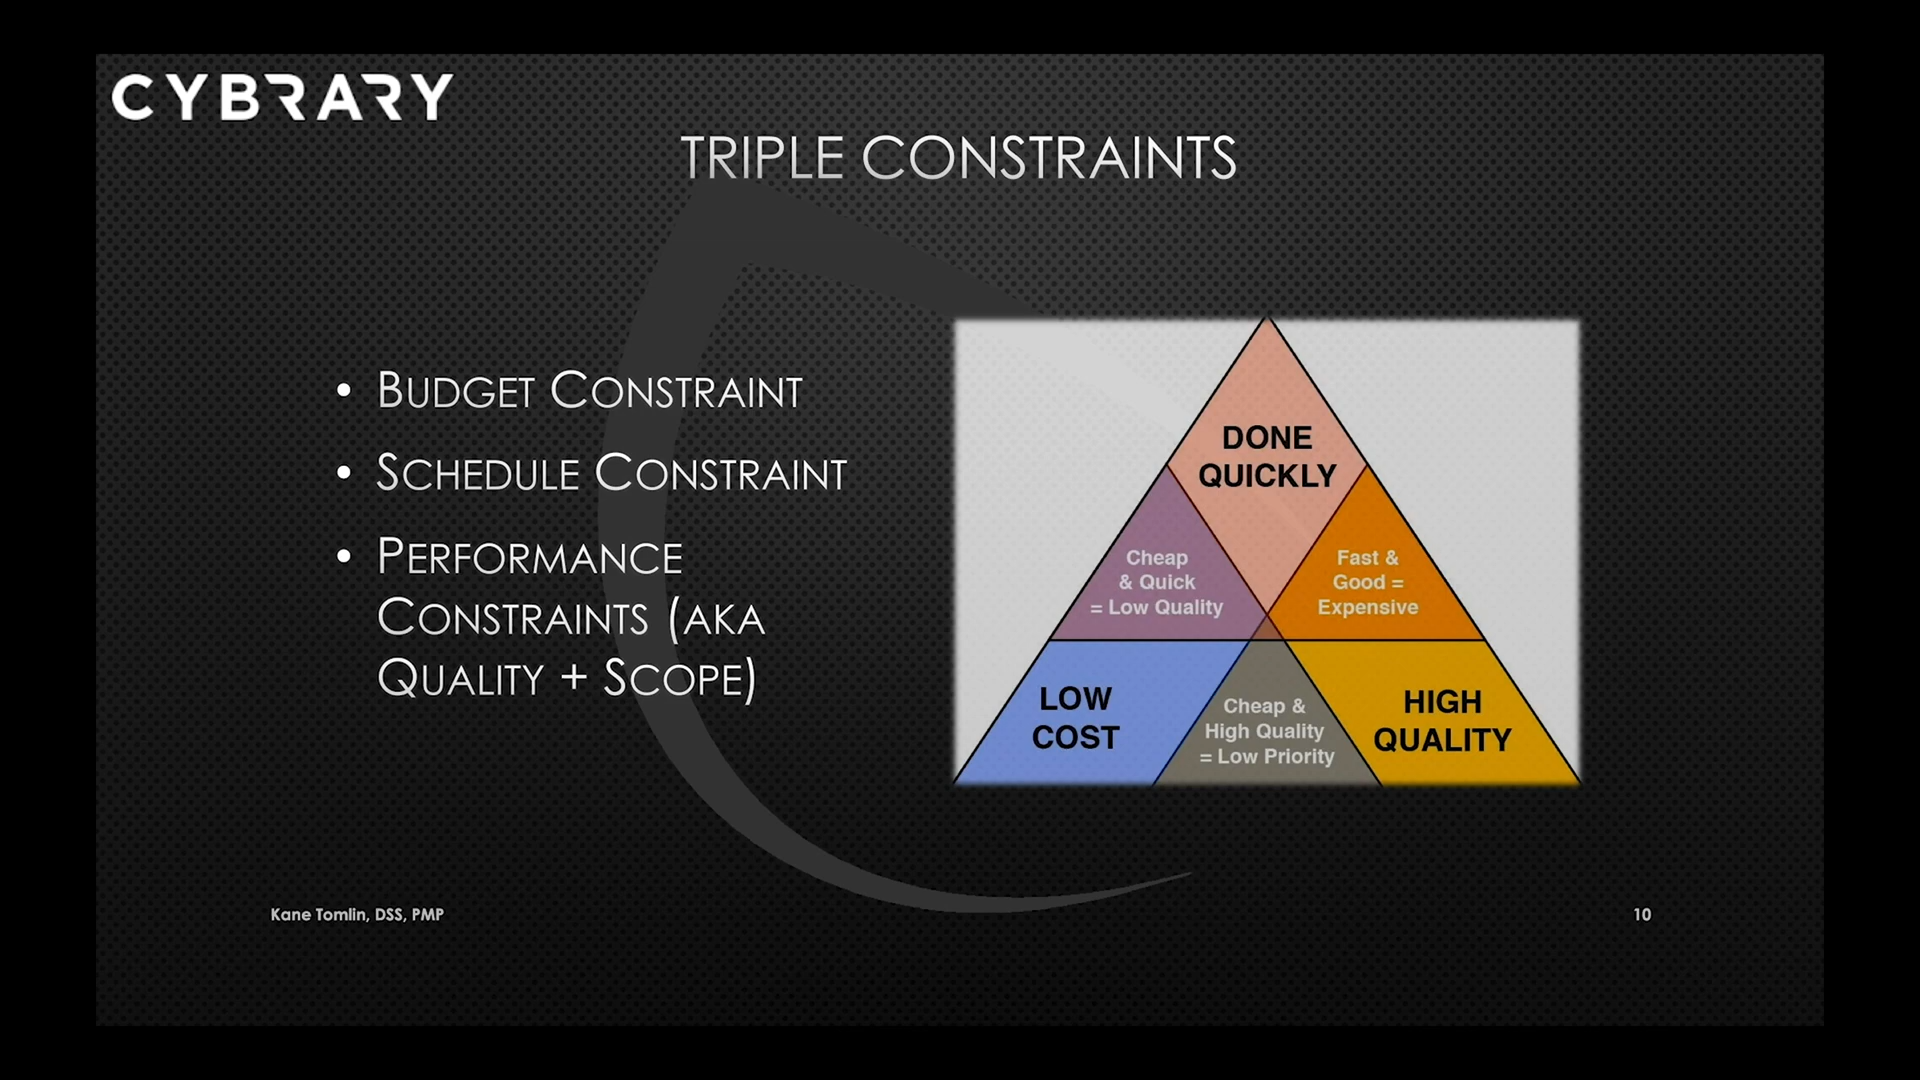 CYBRARY
TRIPLE CONSTRAINTS
• BUDGET CONSTRAINT
• SCHEDULE CONSTRAINT
• PERFORMANCE
CONSTRAINTS (AKA
QUALITY + SCOPE)
DONE
QUICKLY
Cheap
& Quick
= Low Quality
Fast &
Good =
Expensive
LOW
COST
Cheap &
High Quality
= Low Priority
HIGH
QUALITY
Kane Tomlin, DSS, PMP
10